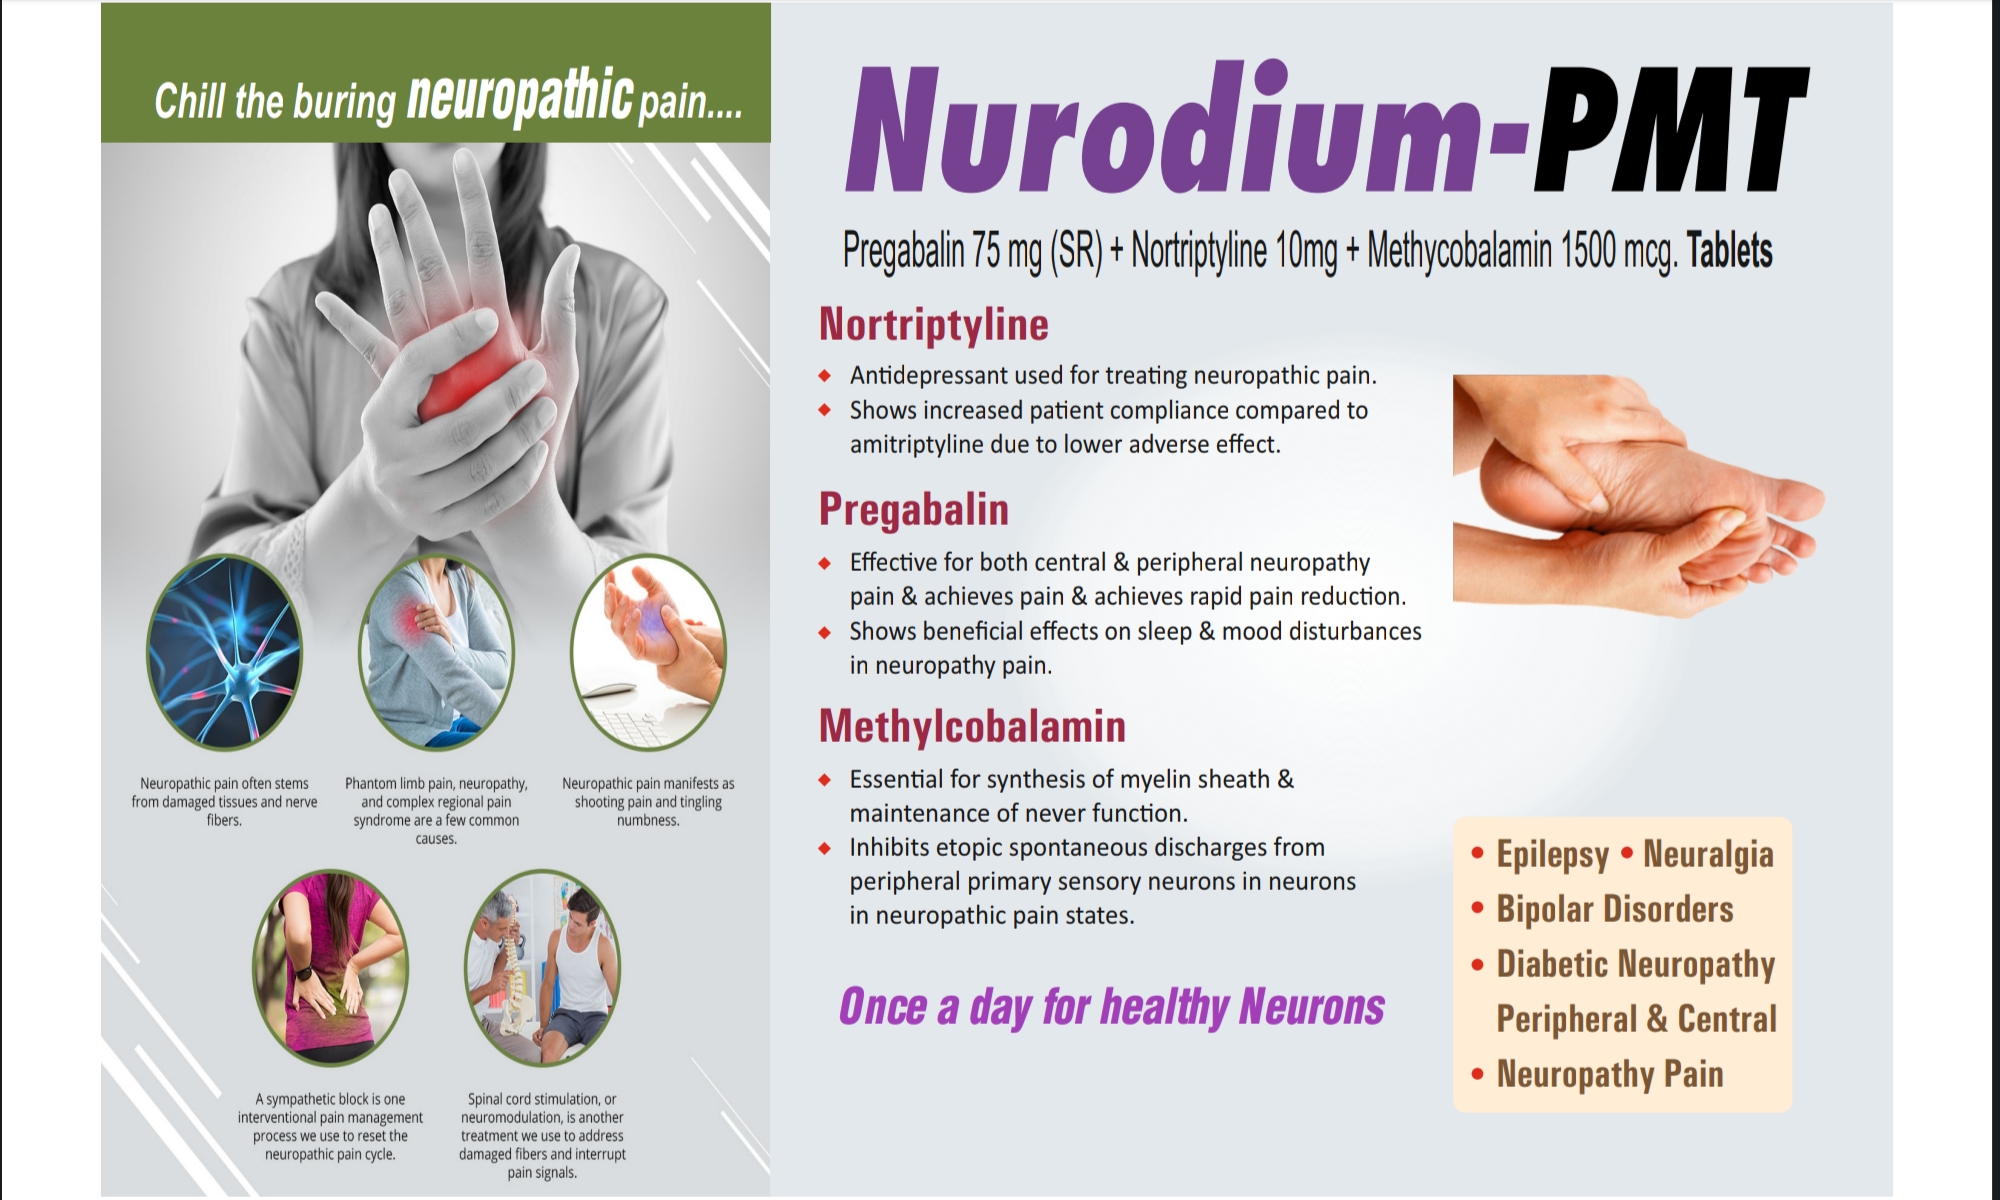 Chill the buring neuropathic pain....
Neuropathic pain often stems
from damaged tissues and nerve
fibers.
Phantom limb pain, neuropathy,
and complex regional pain
syndrome are a few common
causes.
Neuropathic pain manifests as
shooting pain and tingling
numbness.
A sympathetic block is one
interventional pain management
process we use to reset the
neuropathic pain cycle.
Spinal cord stimulation, or
neuromodulation, is another
treatment we use to address
damaged fibers and interrupt
pain signals.
Nurodium-PMT
Pregabalin 75 mg (SR) + Nortriptyline 10mg + Methycobalamin 1500 mcg. Tablets
Nortriptyline
◆ Antidepressant used for treating neuropathic pain.
◆ Shows increased patient compliance compared to
amitriptyline due to lower adverse effect.
Pregabalin
◆ Effective for both central & peripheral neuropathy
pain & achieves pain & achieves rapid pain reduction.
◆ Shows beneficial effects on sleep & mood disturbances
in neuropathy pain.
Methylcobalamin
◆ Essential for synthesis of myelin sheath &
maintenance of never function.
◆ Inhibits etopic spontaneous discharges from
peripheral primary sensory neurons in neurons
in neuropathic pain states.
Once a day for healthy Neurons
• Epilepsy • Neuralgia
• Bipolar Disorders
• Diabetic Neuropathy
Peripheral & Central
• Neuropathy Pain